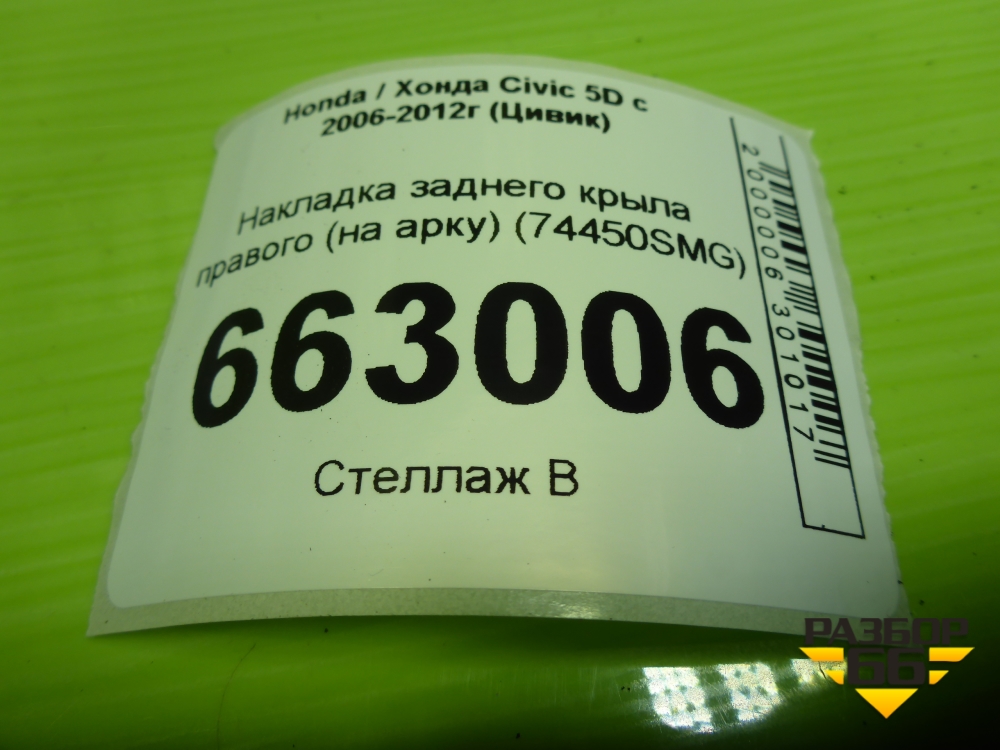 Honda / Хонда Civic 5D с
2006-2012г (Цивик)
Накладка заднего крыла
правого (на арку) (74450SMG)
663006
Стеллаж В
2000006301017
РАЗБОР
66